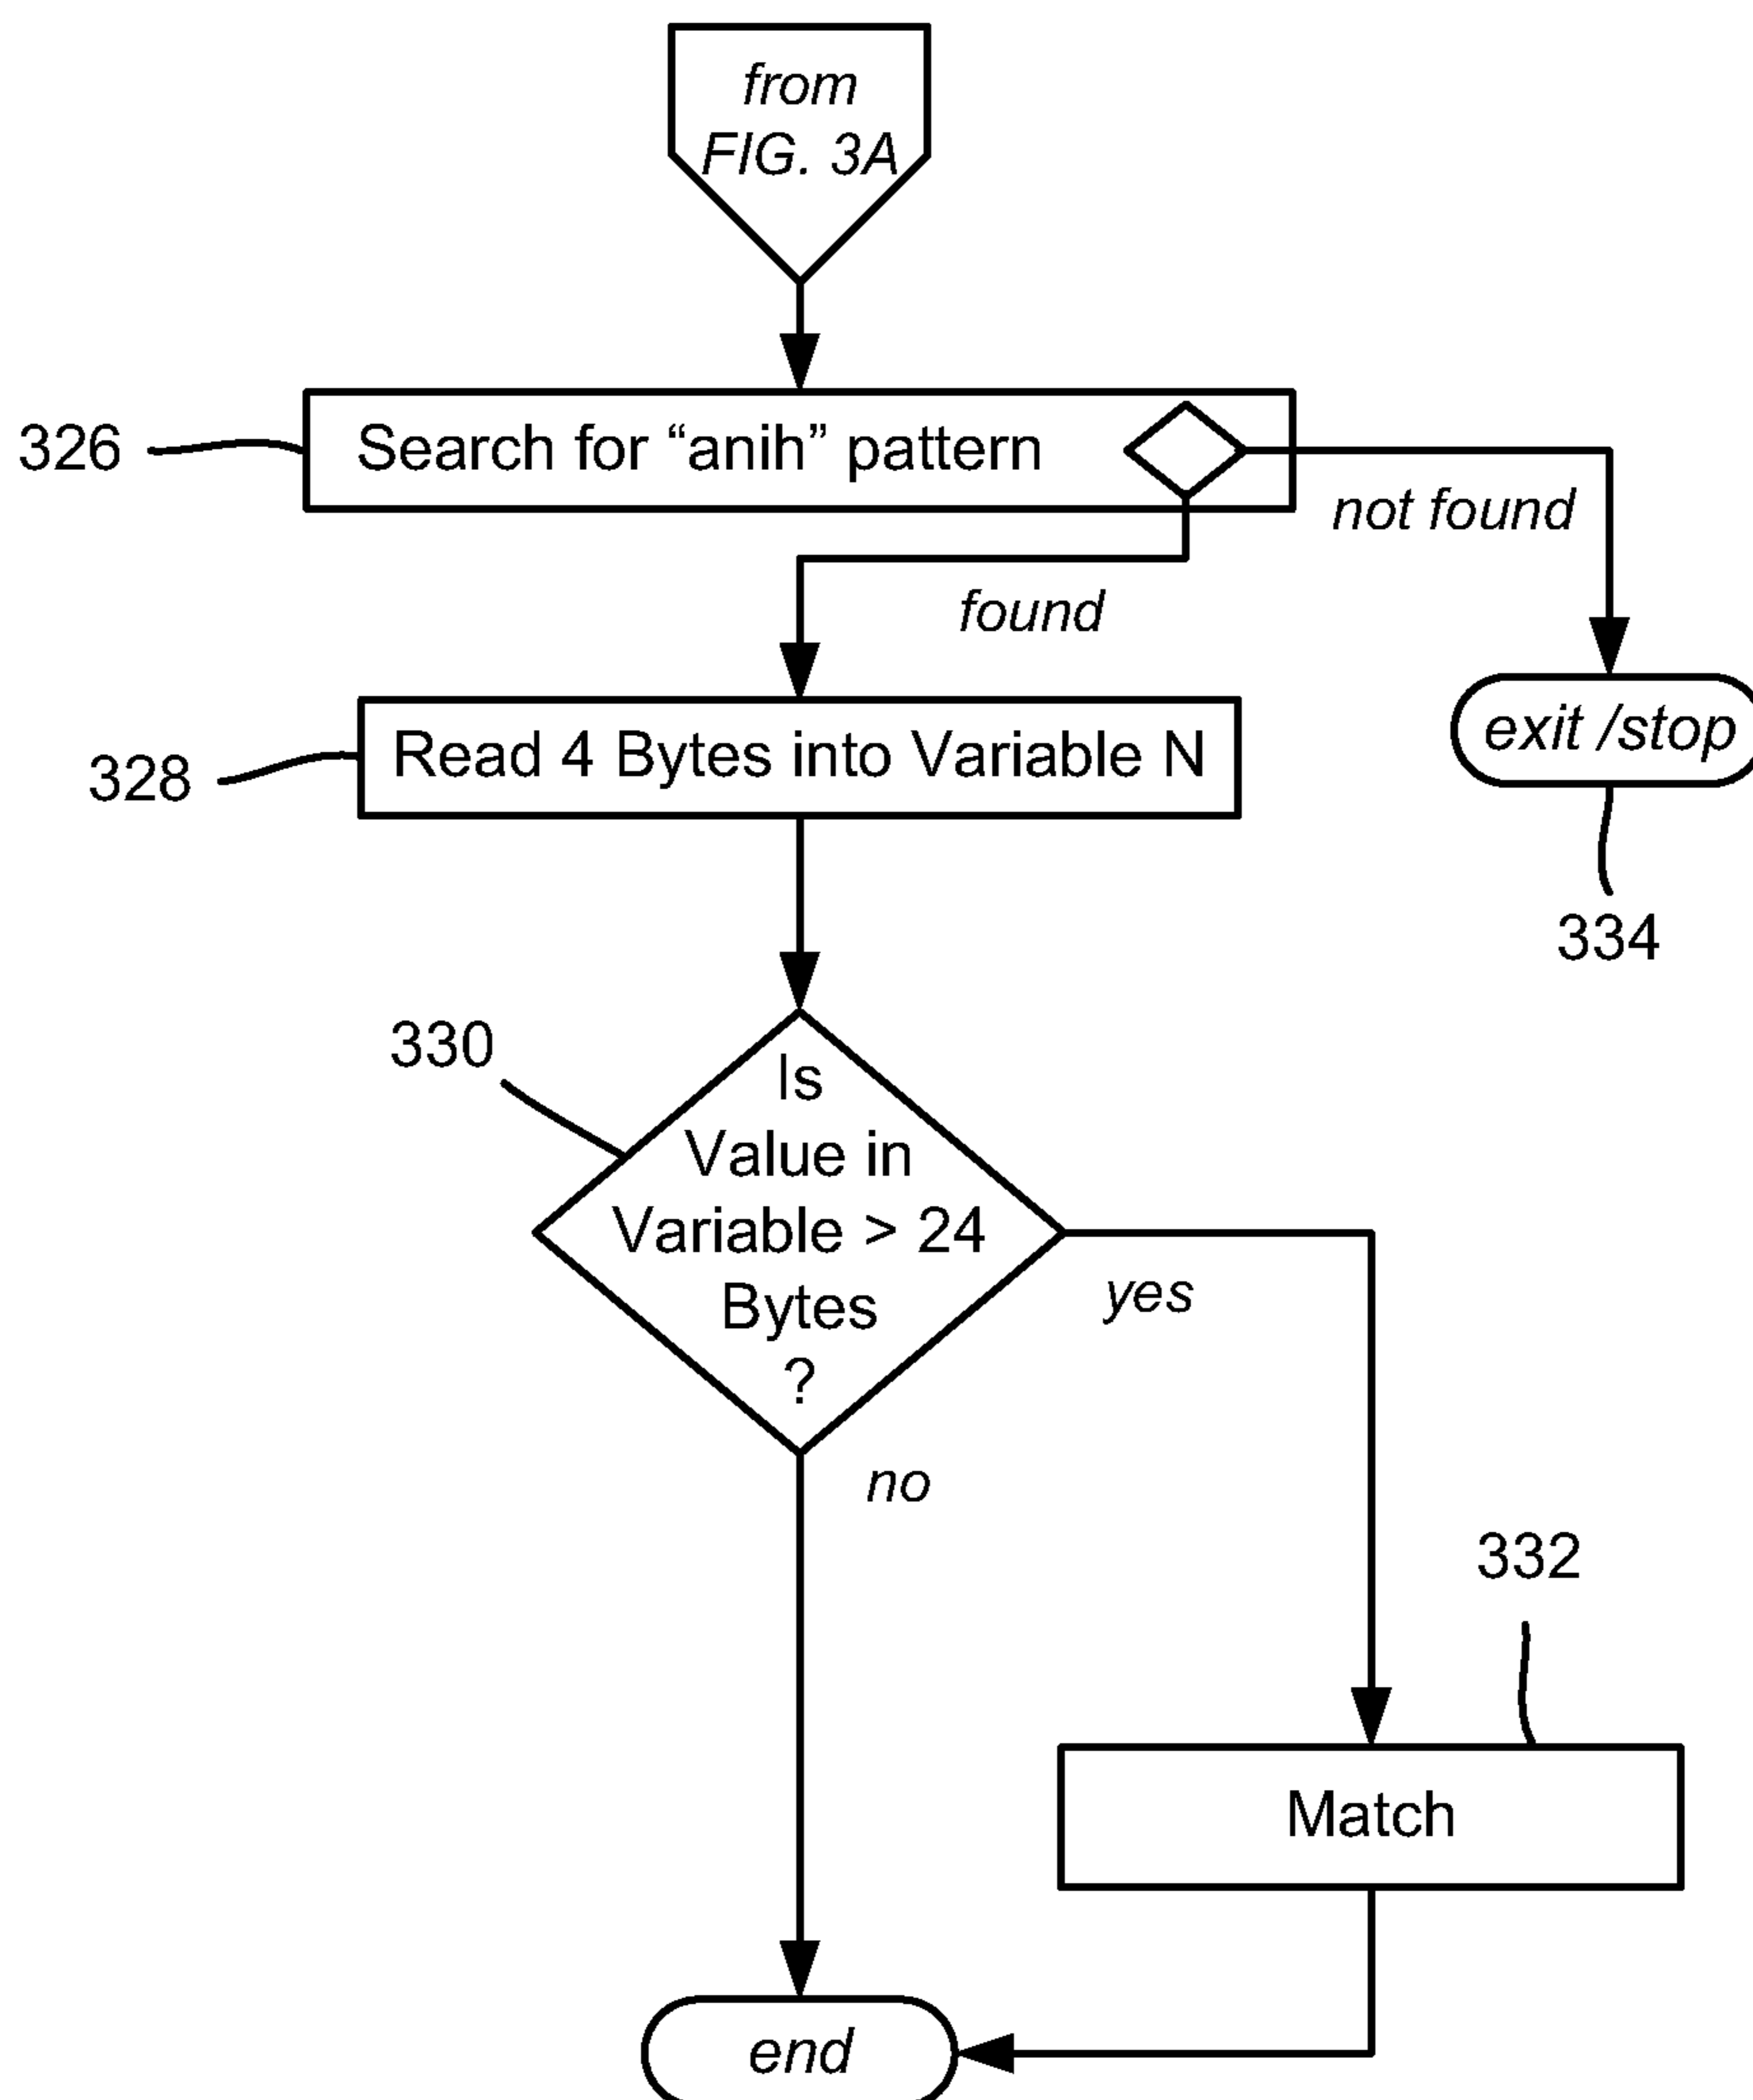 from
FIG. 3A
326
Search for “anih” pattern
not found
found
328
Read 4 Bytes into Variable N
exit /stop
334
330
Is
Value in
Variable > 24
Bytes
?
yes
no
332
Match
end